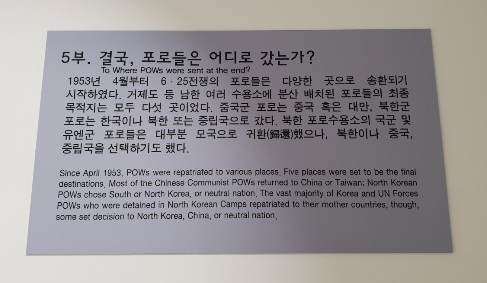 5부. 결국, 포로들은 어디로 갔는가?
To Where POWs were sent at the end?
1953년 4월부터 6·25전쟁의 포로들은 다양한 곳으로 송환되기
시작하였다. 거제도 등 남한 여러 수용소에 분산 배치된 포로들의 최종
목적지는 모두 다섯 곳이었다. 중국군 포로는 중국 혹은 대만, 북한군
포로는 한국이나 북한 또는 중립국으로 갔다. 북한 포로수용소의 국군 및
유엔군 포로들은 대부분 모국으로 귀환(歸還)했으나, 북한이나 중국,
중립국을 선택하기도 했다.
Since April 1953, POWs were repatriated to various places. Five places were set to be the final
destinations. Most of the Chinese Communist POWs returned to China or Taiwan; North Korean
POWs chose South or North Korea, or neutral nation. The vast majority of Korea and UN Forces
POWs who were detained in North Korean Camps repatriated to their mother countries, though,
some set decision to North Korea, China, or neutral nation.